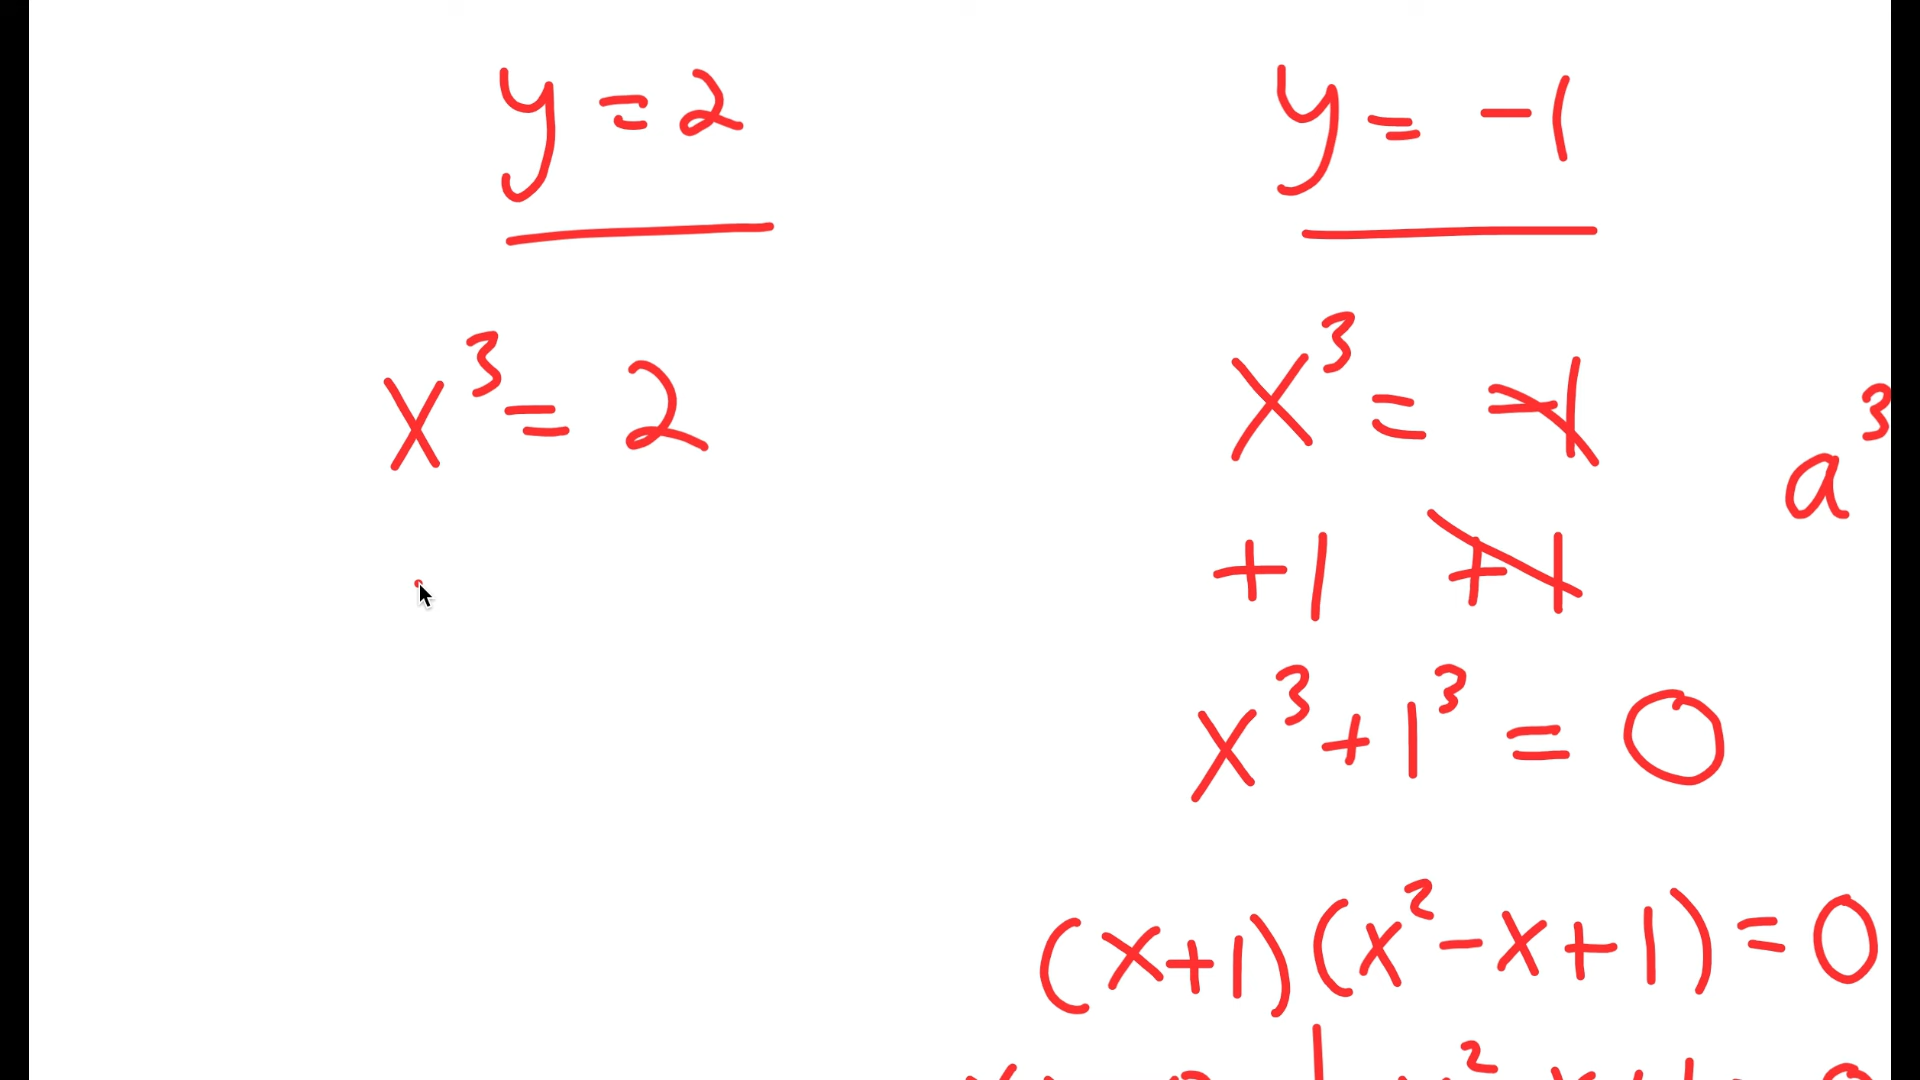 y = 2
x³ = 2
y = -1
x³ = -1
+1 +1
x³ + 1³ = 0
(x+1)(x²-x+1) = 0
a³